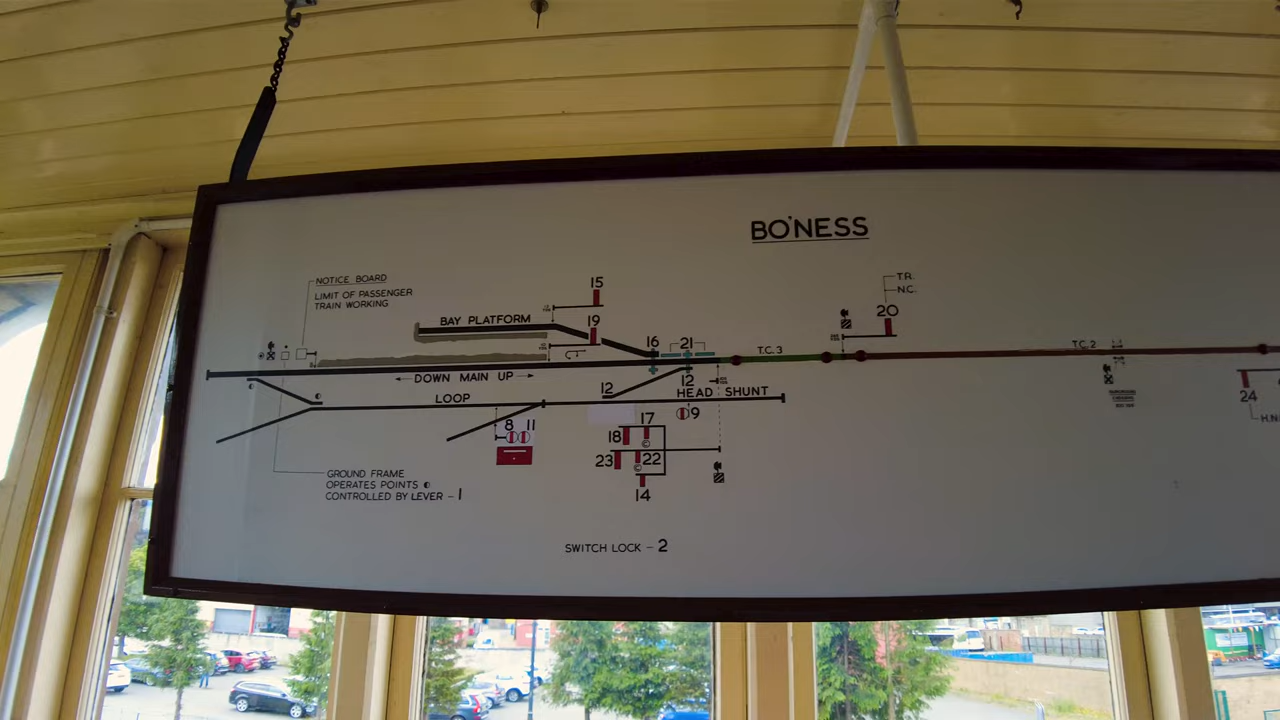 BO'NESS
NOTICE BOARD
LIMIT OF PASSENGER
TRAIN WORKING
15
BAY PLATFORM
19
16
21
T.R.
N.C.
20
T.C. 3
T.C. 2
← DOWN MAIN UP →
12
12
HEAD SHUNT
LOOP
24
8 11
9
17
18
23
22
14
GROUND FRAME
OPERATES POINTS
CONTROLLED BY LEVER - 1
SWITCH LOCK - 2